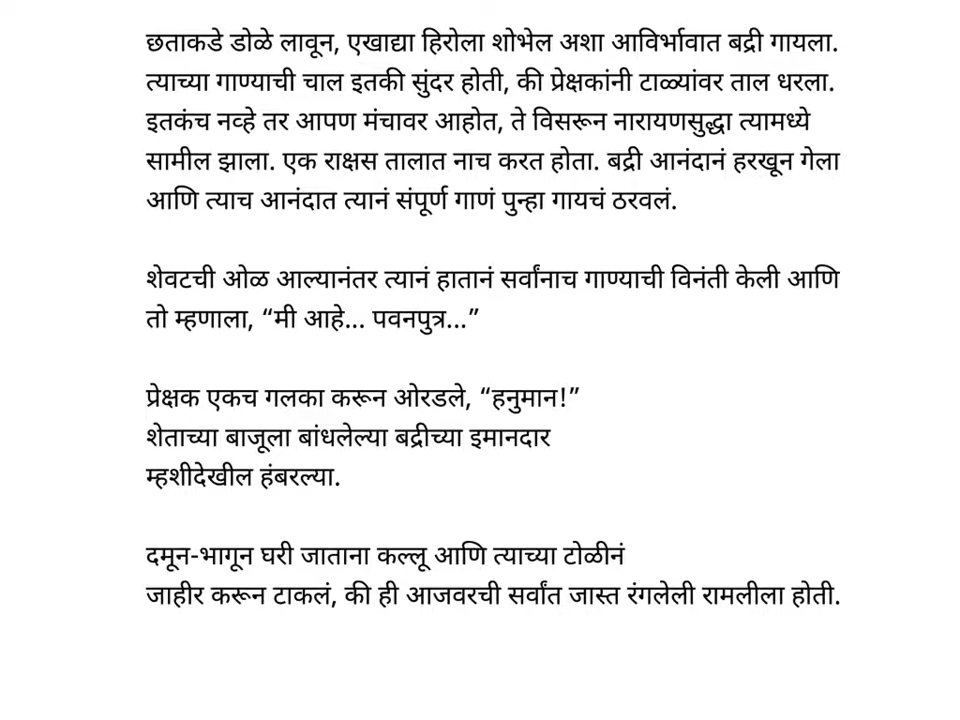 छताकडे डोळे लावून, एखाद्या हिरोला शोभेल अशा आविर्भावात बद्री गायला.
त्याच्या गाण्याची चाल इतकी सुंदर होती, की प्रेक्षकांनी टाळ्यांवर ताल धरला.
इतकंच नव्हे तर आपण मंचावर आहोत, ते विसरून नारायणसुद्धा त्यामध्ये
सामील झाला. एक राक्षस तालात नाच करत होता. बद्री आनंदानं हरखून गेला
आणि त्याच आनंदात त्यानं संपूर्ण गाणं पुन्हा गायचं ठरवलं.
शेवटची ओळ आल्यानंतर त्यानं हातानं सर्वांनाच गाण्याची विनंती केली आणि
तो म्हणाला, “मी आहे... पवनपुत्र...”
प्रेक्षक एकच गलका करून ओरडले, “हनुमान!”
शेताच्या बाजूला बांधलेल्या बद्रीच्या इमानदार
म्हशीदेखील हंबरल्या.
दमून-भागून घरी जाताना कल्लू आणि त्याच्या टोळीनं
जाहीर करून टाकलं, की ही आजवरची सर्वांत जास्त रंगलेली रामलीला होती.